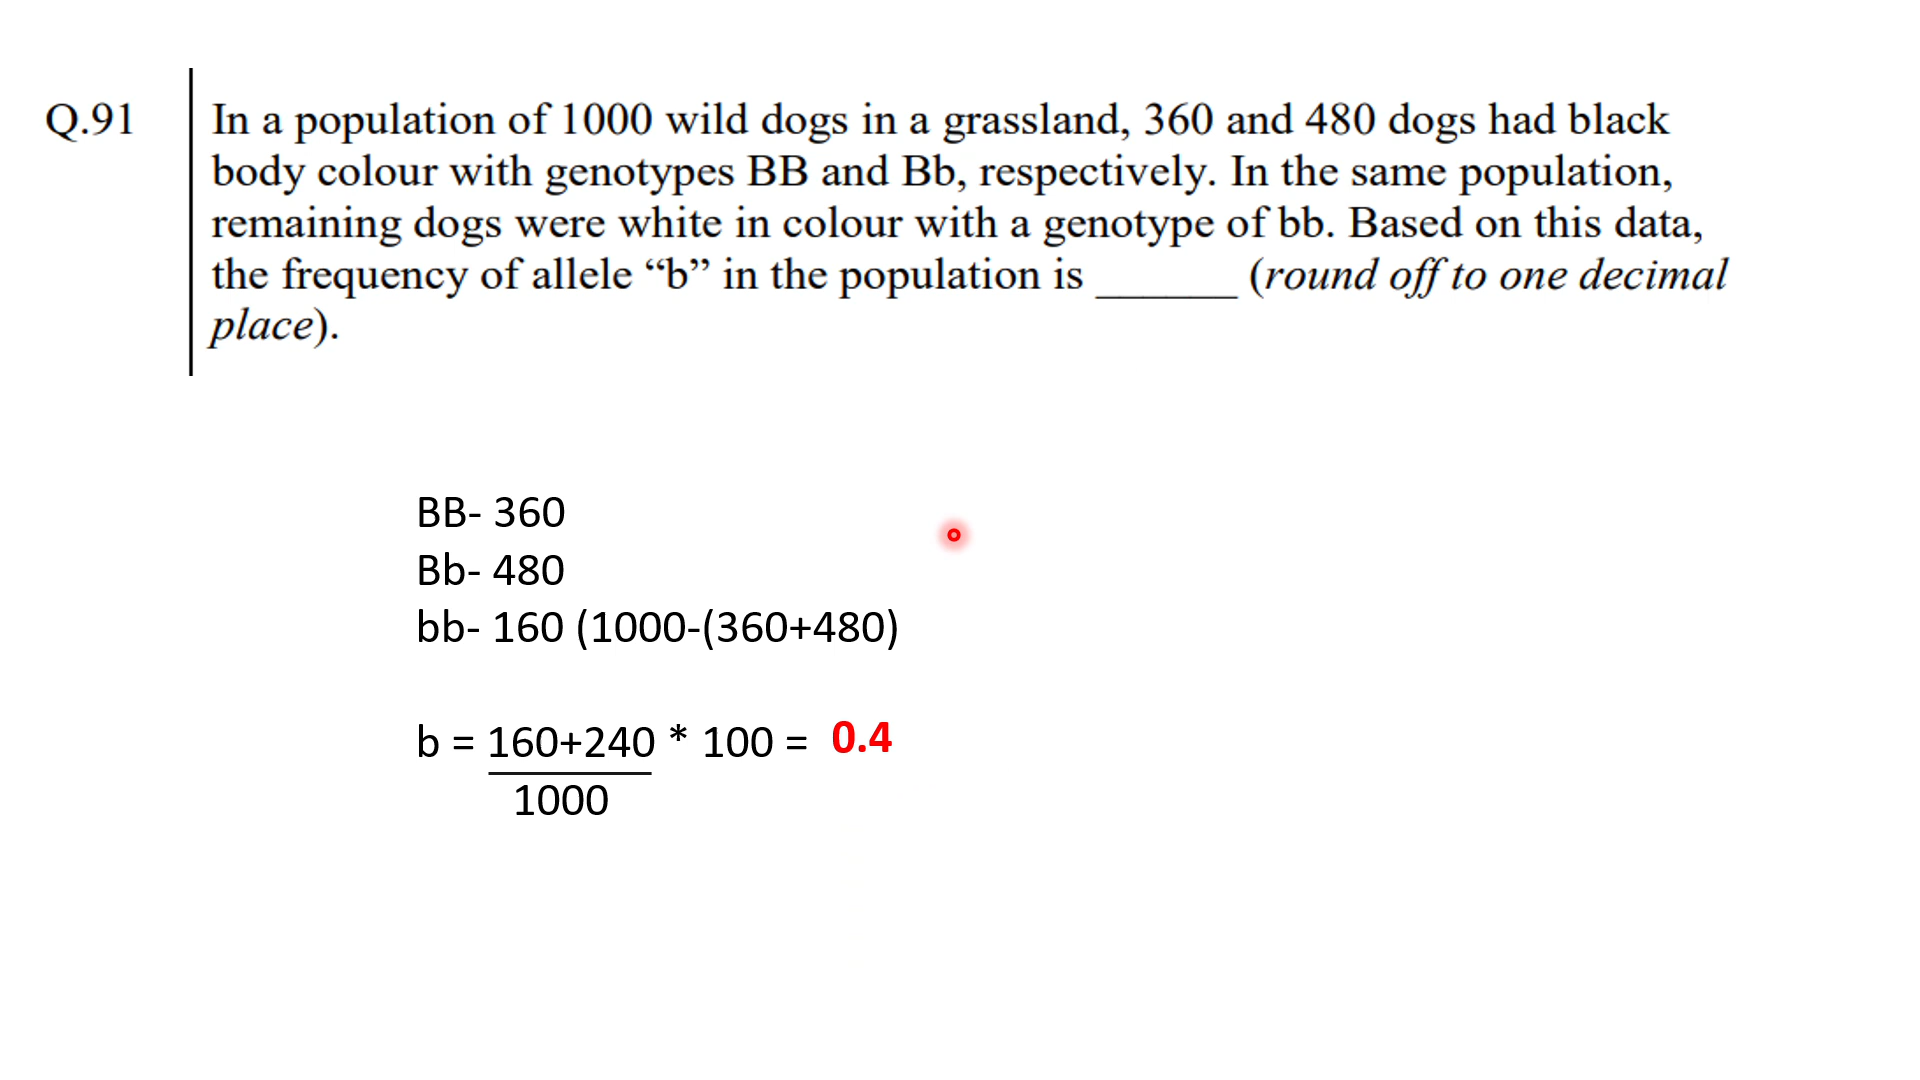 Q.91
In a population of 1000 wild dogs in a grassland, 360 and 480 dogs had black
body colour with genotypes BB and Bb, respectively. In the same population,
remaining dogs were white in colour with a genotype of bb. Based on this data,
the frequency of allele “b” in the population is ______ (round off to one decimal
place).
BB- 360
Bb- 480
bb- 160 (1000-(360+480)
b = 160+240 * 100 = 0.4
1000